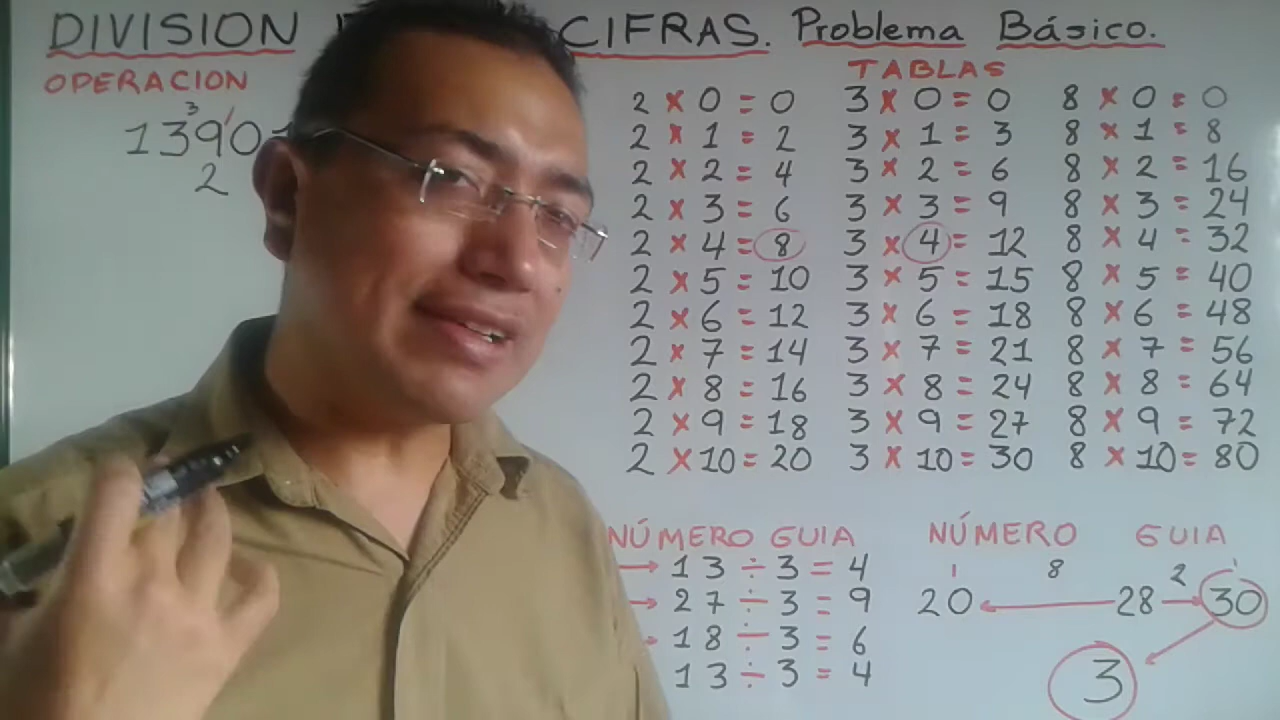 DIVISION CIFRAS. Problema Básico.
OPERACION
3
139'0
2
TABLAS
2 x 0 = 0
2 x 1 = 2
2 x 2 = 4
2 x 3 = 6
2 x 4 = 8
2 x 5 = 10
2 x 6 = 12
2 x 7 = 14
2 x 8 = 16
2 x 9 = 18
2 x 10 = 20
3 x 0 = 0
3 x 1 = 3
3 x 2 = 6
3 x 3 = 9
3 x 4 = 12
3 x 5 = 15
3 x 6 = 18
3 x 7 = 21
3 x 8 = 24
3 x 9 = 27
3 x 10 = 30
8 x 0 = 0
8 x 1 = 8
8 x 2 = 16
8 x 3 = 24
8 x 4 = 32
8 x 5 = 40
8 x 6 = 48
8 x 7 = 56
8 x 8 = 64
8 x 9 = 72
8 x 10 = 80
NÚMERO GUIA
→ 13 ÷ 3 = 4
→ 27 ÷ 3 = 9
→ 18 ÷ 3 = 6
13 ÷ 3 = 4
NÚMERO GUIA
8 2
20 ← 28 → 30
3